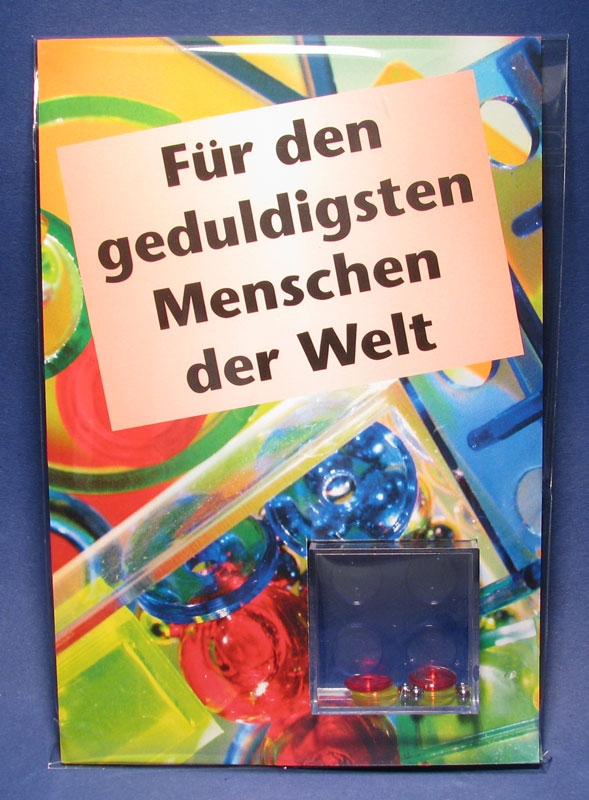 Für den
geduldigsten
Menschen
der Welt